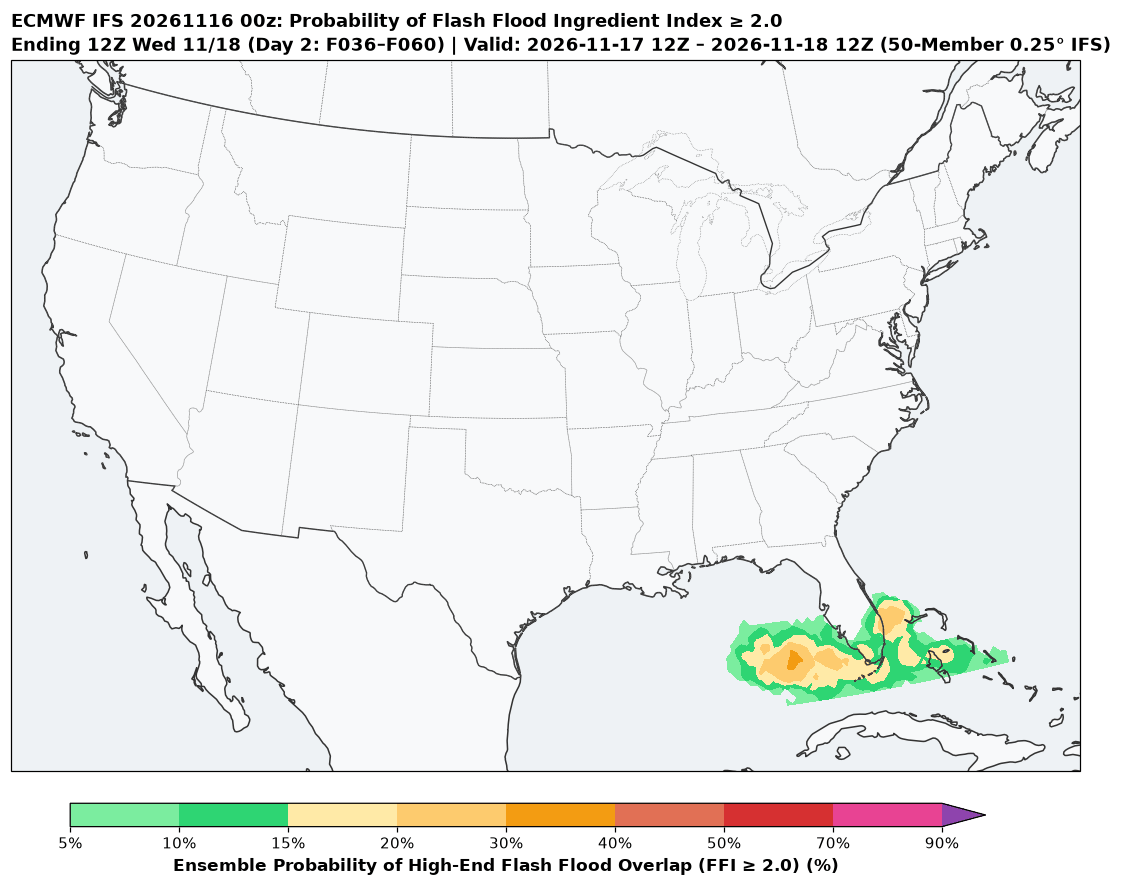 ECMWF IFS 20261116 00z: Probability of Flash Flood Ingredient Index ≥ 2.0
Ending 12Z Wed 11/18 (Day 2: F036–F060) | Valid: 2026-11-17 12Z – 2026-11-18 12Z (50-Member 0.25° IFS)
5% 10% 15% 20% 30% 40% 50% 70% 90%
Ensemble Probability of High-End Flash Flood Overlap (FFI ≥ 2.0) (%)